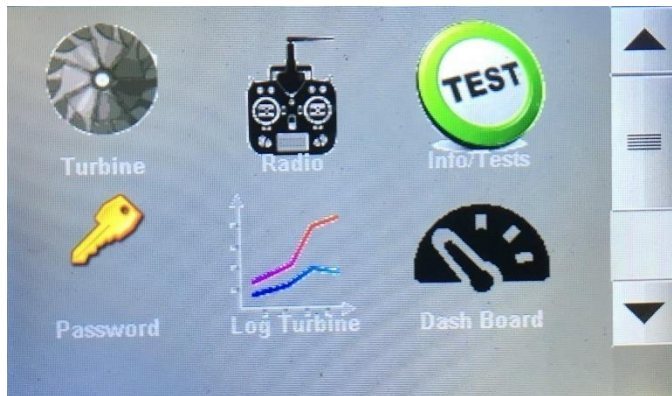 TEST
Turbine
Radio
Info/Tests
Password
Log Turbine
Dash Board